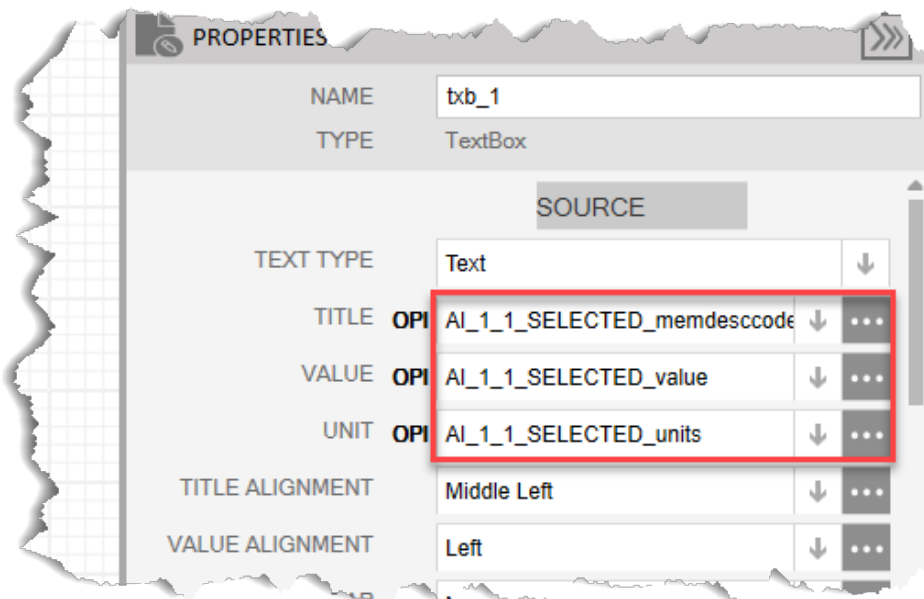 PROPERTIES
NAME txb_1
TYPE TextBox
SOURCE
TEXT TYPE Text
TITLE OPI AI_1_1_SELECTED_memdesccode
VALUE OPI AI_1_1_SELECTED_value
UNIT OPI AI_1_1_SELECTED_units
TITLE ALIGNMENT Middle Left
VALUE ALIGNMENT Left